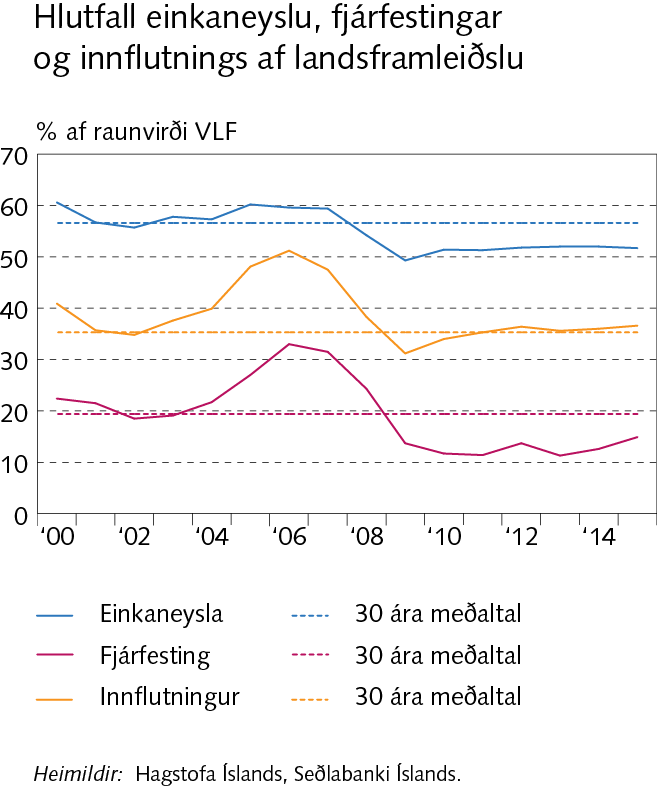 Hlutfall einkaneyslu, fjárfestingar
og innflutnings af landsframleiðslu
% af raunvirði VLF
70
60
50
40
30
20
10
0
‘00 ‘02 ‘04 ‘06 ‘08 ‘10 ‘12 ‘14
Einkaneysla 30 ára meðaltal
Fjárfesting 30 ára meðaltal
Innflutningur 30 ára meðaltal
Heimildir: Hagstofa Íslands, Seðlabanki Íslands.